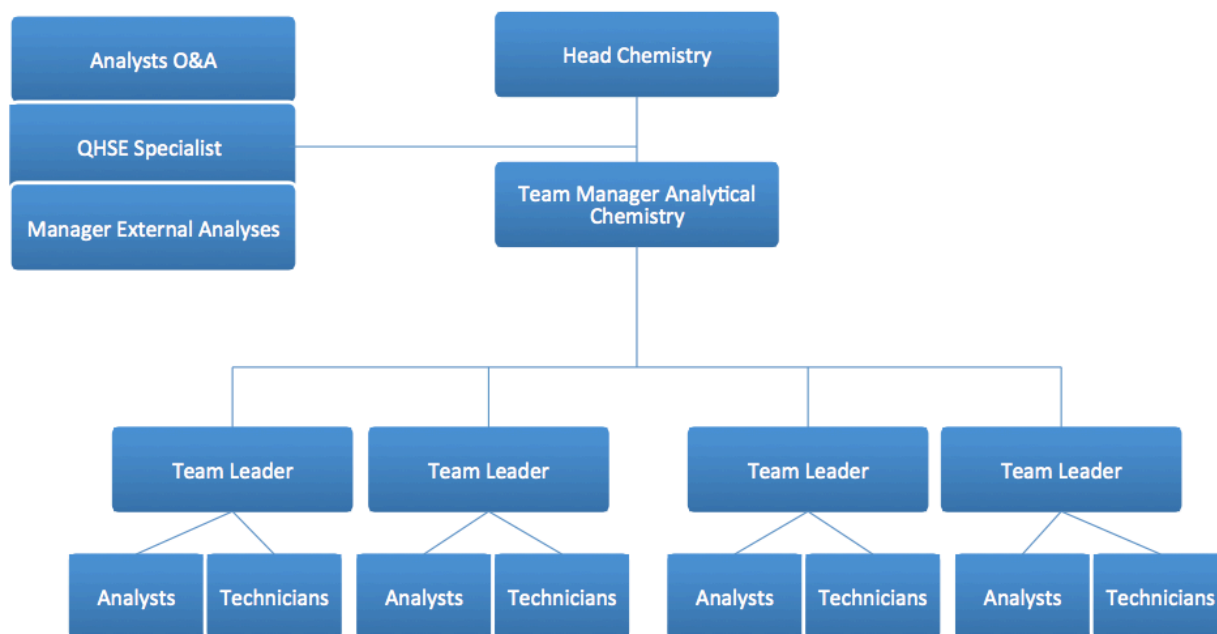 Analysts O&A
Head Chemistry
QHSE Specialist
Team Manager Analytical
Chemistry
Manager External Analyses
Team Leader
Team Leader
Team Leader
Team Leader
Analysts
Technicians
Analysts
Technicians
Analysts
Technicians
Analysts
Technicians